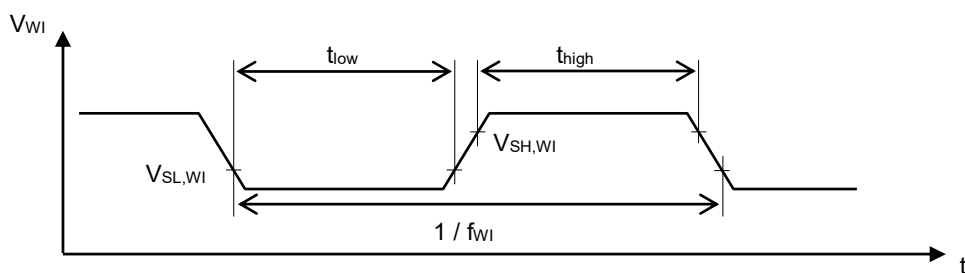 VWI
tlow
thigh
VSH,WI
VSL,WI
1 / fWI
t